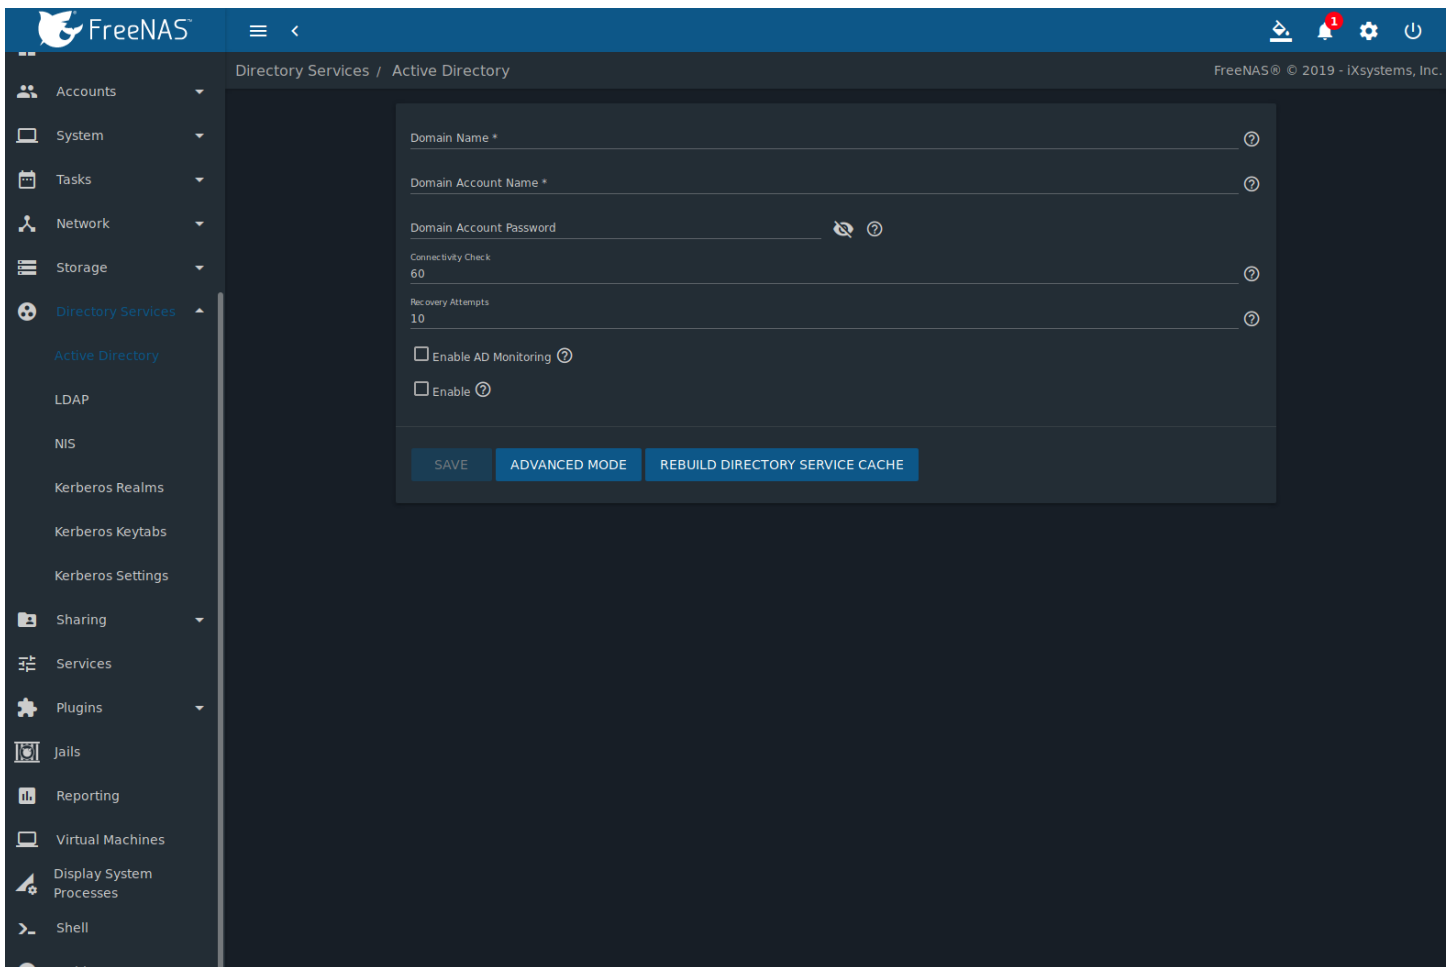 FreeNAS
1
Directory Services / Active Directory
FreeNAS® © 2019 - iXsystems, Inc.
Accounts
System
Tasks
Network
Storage
Directory Services
Active Directory
LDAP
NIS
Kerberos Realms
Kerberos Keytabs
Kerberos Settings
Sharing
Services
Plugins
Jails
Reporting
Virtual Machines
Display System
Processes
Shell
Domain Name *
Domain Account Name *
Domain Account Password
Connectivity Check
60
Recovery Attempts
10
Enable AD Monitoring
Enable
SAVE
ADVANCED MODE
REBUILD DIRECTORY SERVICE CACHE